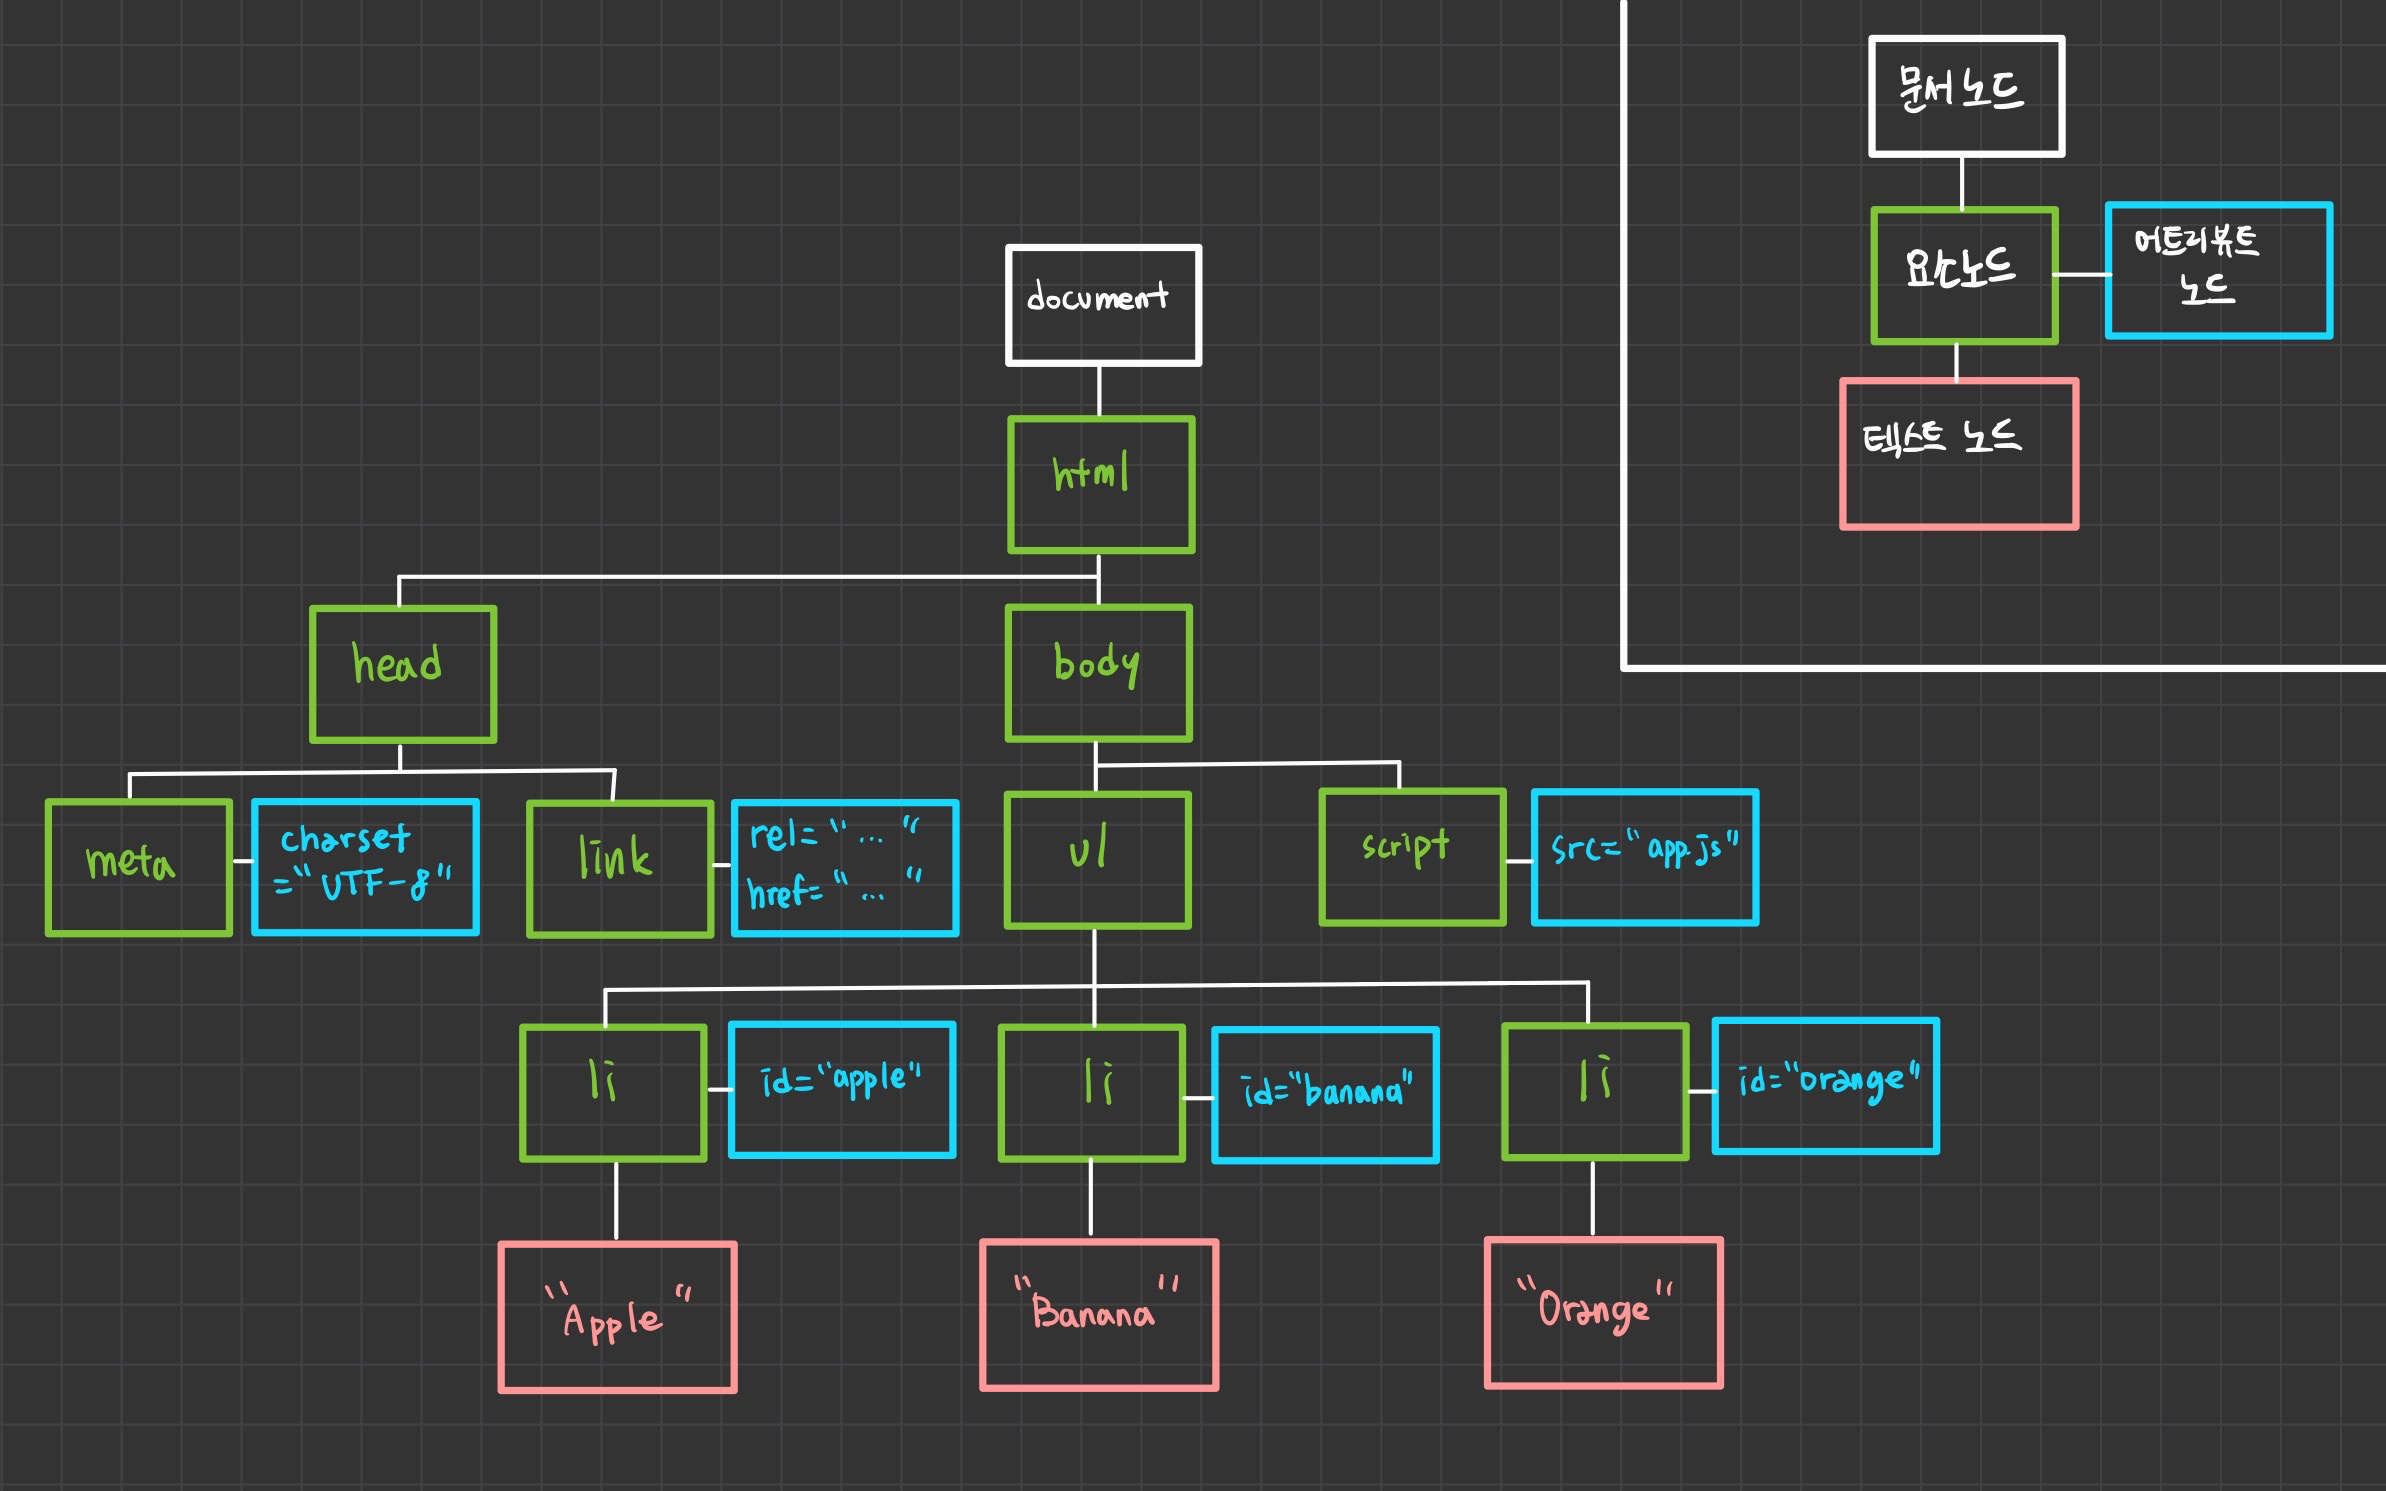 문서노드
요소노드
어트리뷰트
노드
텍스트 노드
document
html
head
body
meta
charset
="UTF-8"
link
rel="... "
href="... "
ul
script
src="app.js"
li
id="apple"
li
id="banana"
li
id="orange"
"Apple"
"Banana"
"Orange"